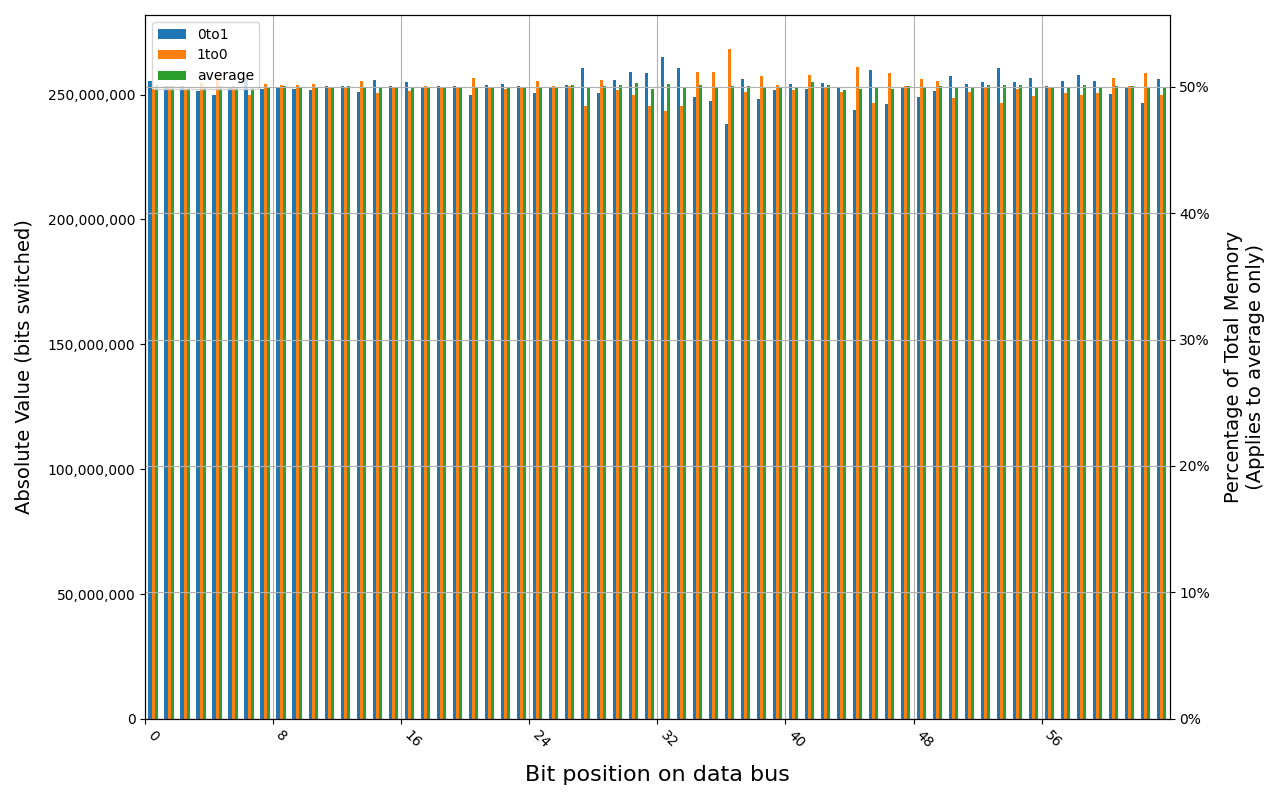 0to1
1to0
average
250,000,000
200,000,000
150,000,000
100,000,000
50,000,000
0
Absolute Value (bits switched)
50%
40%
30%
20%
10%
0%
Percentage of Total Memory
(Applies to average only)
0
8
16
24
32
40
48
56
Bit position on data bus